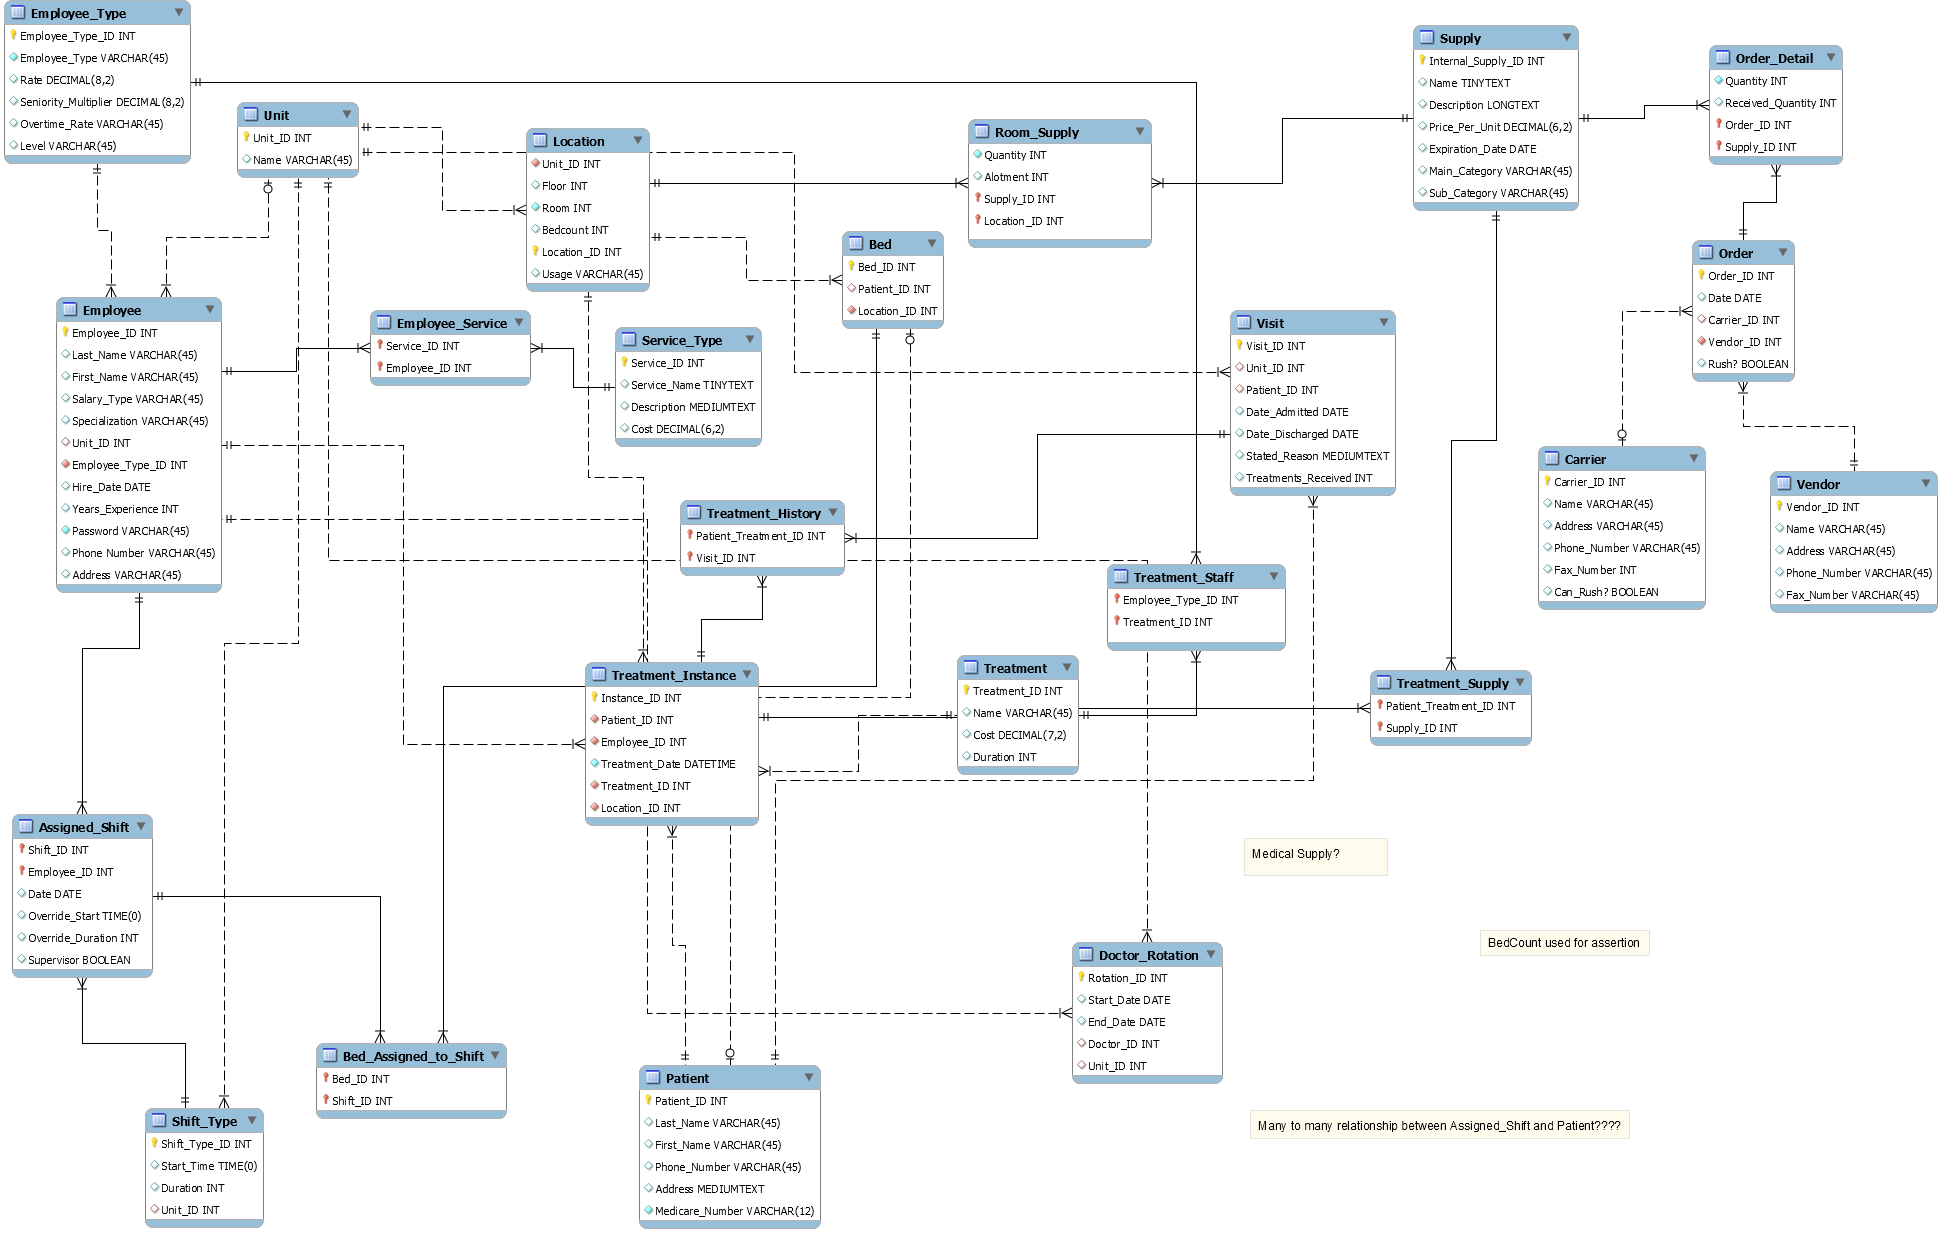 Employee_Type
Employee_Type_ID INT
Employee_Type VARCHAR(45)
Rate DECIMAL(8,2)
Seniority_Multiplier DECIMAL(8,2)
Overtime_Rate VARCHAR(45)
Level VARCHAR(45)
Unit
Unit_ID INT
Name VARCHAR(45)
Location
Unit_ID INT
Floor INT
Room INT
Bedcount INT
Location_ID INT
Usage VARCHAR(45)
Room_Supply
Quantity INT
Alotment INT
Supply_ID INT
Location_ID INT
Supply
Internal_Supply_ID INT
Name TINYTEXT
Description LONGTEXT
Price_Per_Unit DECIMAL(6,2)
Expiration_Date DATE
Main_Category VARCHAR(45)
Sub_Category VARCHAR(45)
Order_Detail
Quantity INT
Received_Quantity INT
Order_ID INT
Supply_ID INT
Bed
Bed_ID INT
Patient_ID INT
Location_ID INT
Order
Order_ID INT
Date DATE
Carrier_ID INT
Vendor_ID INT
Rush? BOOLEAN
Employee
Employee_ID INT
Last_Name VARCHAR(45)
First_Name VARCHAR(45)
Salary_Type VARCHAR(45)
Specialization VARCHAR(45)
Unit_ID INT
Employee_Type_ID INT
Hire_Date DATE
Years_Experience INT
Password VARCHAR(45)
Phone Number VARCHAR(45)
Address VARCHAR(45)
Employee_Service
Service_ID INT
Employee_ID INT
Service_Type
Service_ID INT
Service_Name TINYTEXT
Description MEDIUMTEXT
Cost DECIMAL(6,2)
Visit
Visit_ID INT
Unit_ID INT
Patient_ID INT
Date_Admitted DATE
Date_Discharged DATE
Stated_Reason MEDIUMTEXT
Treatments_Received INT
Carrier
Carrier_ID INT
Name VARCHAR(45)
Address VARCHAR(45)
Phone_Number VARCHAR(45)
Fax_Number INT
Can_Rush? BOOLEAN
Vendor
Vendor_ID INT
Name VARCHAR(45)
Address VARCHAR(45)
Phone_Number VARCHAR(45)
Fax_Number VARCHAR(45)
Treatment_History
Patient_Treatment_ID INT
Visit_ID INT
Treatment_Staff
Employee_Type_ID INT
Treatment_ID INT
Treatment_Instance
Instance_ID INT
Patient_ID INT
Employee_ID INT
Treatment_Date DATETIME
Treatment_ID INT
Location_ID INT
Treatment
Treatment_ID INT
Name VARCHAR(45)
Cost DECIMAL(7,2)
Duration INT
Treatment_Supply
Patient_Treatment_ID INT
Supply_ID INT
Assigned_Shift
Shift_ID INT
Employee_ID INT
Date DATE
Override_Start TIME(0)
Override_Duration INT
Supervisor BOOLEAN
Medical Supply?
BedCount used for assertion
Doctor_Rotation
Rotation_ID INT
Start_Date DATE
End_Date DATE
Doctor_ID INT
Unit_ID INT
Bed_Assigned_to_Shift
Bed_ID INT
Shift_ID INT
Patient
Patient_ID INT
Last_Name VARCHAR(45)
First_Name VARCHAR(45)
Phone_Number VARCHAR(45)
Address MEDIUMTEXT
Medicare_Number VARCHAR(12)
Shift_Type
Shift_Type_ID INT
Start_Time TIME(0)
Duration INT
Unit_ID INT
Many to many relationship between Assigned_Shift and Patient????